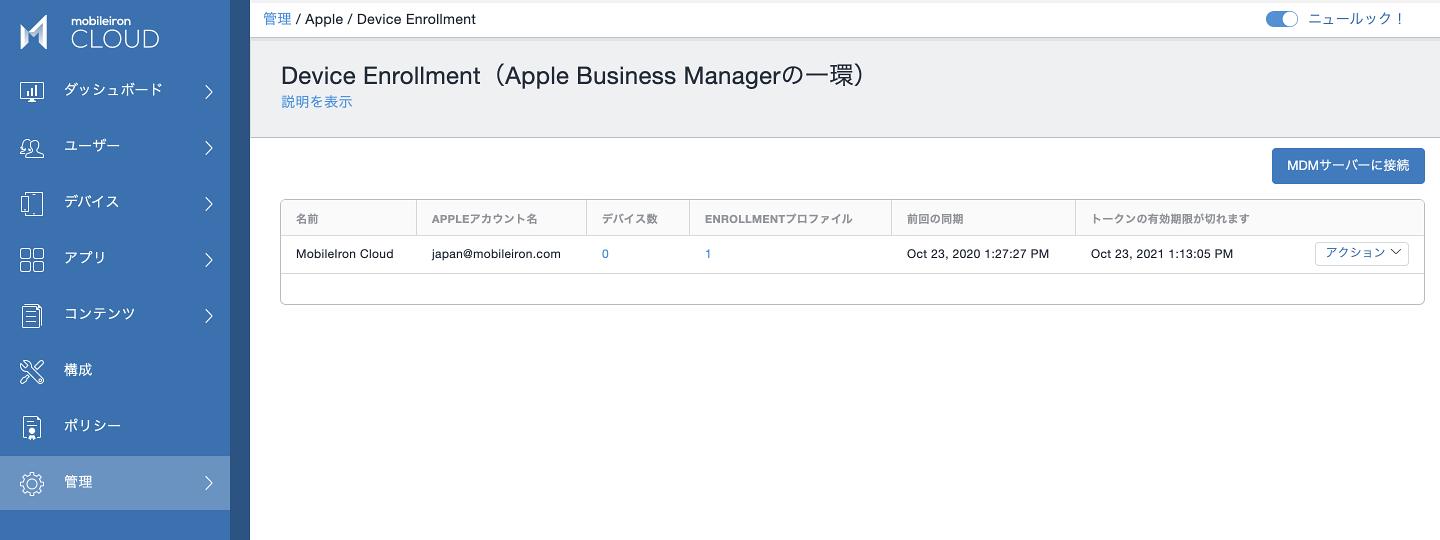 mobileiron
CLOUD
ダッシュボード
ユーザー
デバイス
アプリ
コンテンツ
構成
ポリシー
管理
管理 / Apple / Device Enrollment
ニュールック！
Device Enrollment（Apple Business Managerの一環）
説明を表示
MDMサーバーに接続
名前 APPLEアカウント名 デバイス数 ENROLLMENTプロファイル 前回の同期 トークンの有効期限が切れます
MobileIron Cloud japan@mobileiron.com 0 1 Oct 23, 2020 1:27:27 PM Oct 23, 2021 1:13:05 PM アクション